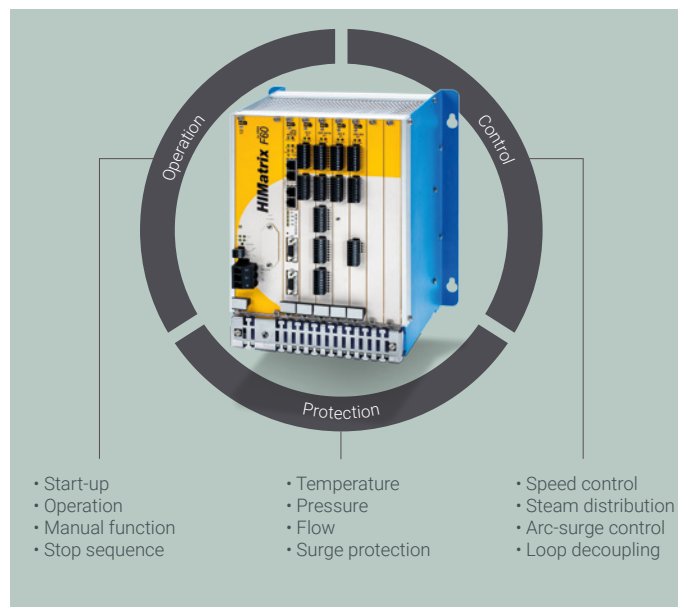 Operation
Control
HIMatrix F60
Protection
• Start-up
• Operation
• Manual function
• Stop sequence
• Temperature
• Pressure
• Flow
• Surge protection
• Speed control
• Steam distribution
• Arc-surge control
• Loop decoupling